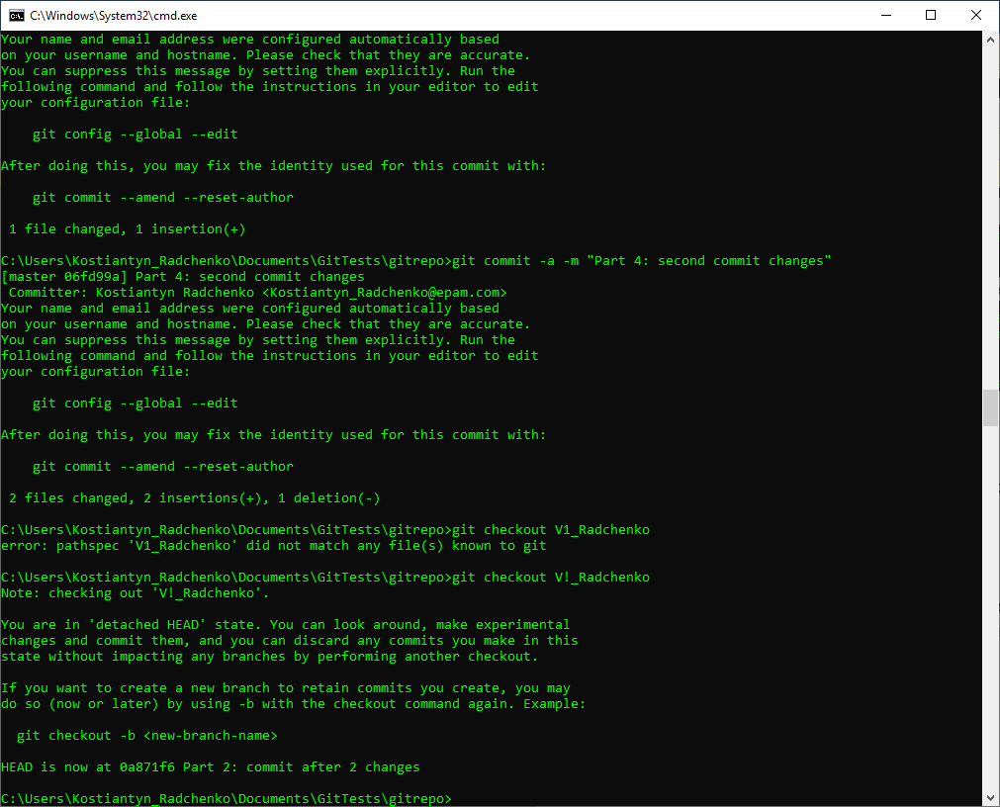 C:\Windows\System32\cmd.exe
Your name and email address were configured automatically based
on your username and hostname. Please check that they are accurate.
You can suppress this message by setting them explicitly. Run the
following command and follow the instructions in your editor to edit
your configuration file:
git config --global --edit
After doing this, you may fix the identity used for this commit with:
git commit --amend --reset-author
1 file changed, 1 insertion(+)
C:\Users\Kostiantyn_Radchenko\Documents\GitTests\gitrepo>git commit -a -m "Part 4: second commit changes"
[master 06fd99a] Part 4: second commit changes
Committer: Kostiantyn Radchenko <Kostiantyn_Radchenko@epam.com>
Your name and email address were configured automatically based
on your username and hostname. Please check that they are accurate.
You can suppress this message by setting them explicitly. Run the
following command and follow the instructions in your editor to edit
your configuration file:
git config --global --edit
After doing this, you may fix the identity used for this commit with:
git commit --amend --reset-author
2 files changed, 2 insertions(+), 1 deletion(-)
C:\Users\Kostiantyn_Radchenko\Documents\GitTests\gitrepo>git checkout V1_Radchenko
error: pathspec 'V1_Radchenko' did not match any file(s) known to git
C:\Users\Kostiantyn_Radchenko\Documents\GitTests\gitrepo>git checkout V!_Radchenko
Note: checking out 'V!_Radchenko'.
You are in 'detached HEAD' state. You can look around, make experimental
changes and commit them, and you can discard any commits you make in this
state without impacting any branches by performing another checkout.
If you want to create a new branch to retain commits you create, you may
do so (now or later) by using -b with the checkout command again. Example:
git checkout -b <new-branch-name>
HEAD is now at 0a871f6 Part 2: commit after 2 changes
C:\Users\Kostiantyn_Radchenko\Documents\GitTests\gitrepo>